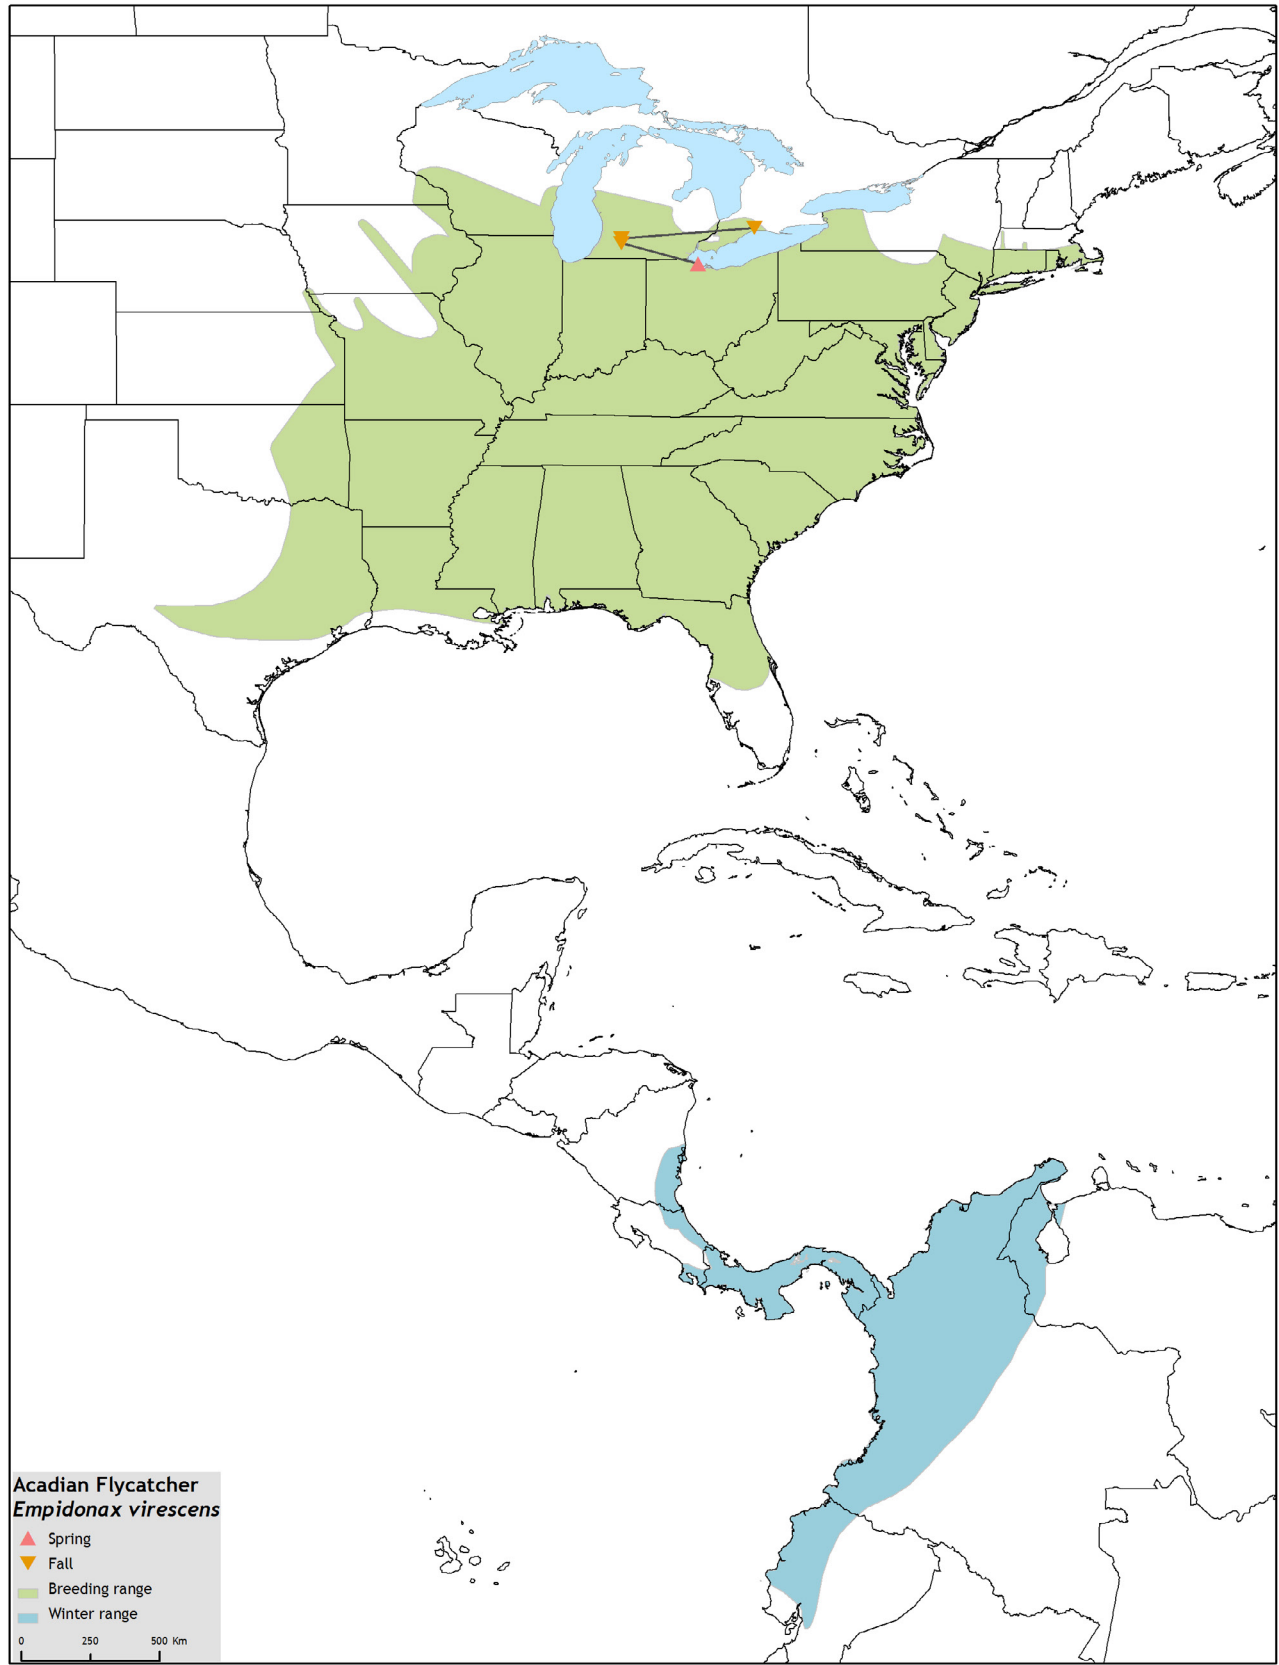 Acadian Flycatcher
Empidonax virescens
Spring
Fall
Breeding range
Winter range
0 250 500 Km